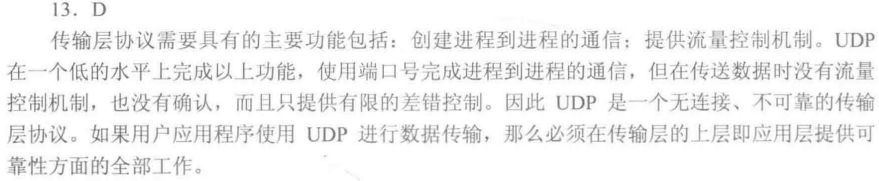 13. D
传输层协议需要具有的主要功能包括：创建进程到进程的通信；提供流量控制机制。UDP
在一个低的水平上完成以上功能，使用端口号完成进程到进程的通信，但在传送数据时没有流量
控制机制，也没有确认，而且只提供有限的差错控制。因此 UDP 是一个无连接、不可靠的传输
层协议。如果用户应用程序使用 UDP 进行数据传输，那么必须在传输层的上层即应用层提供可
靠性方面的全部工作。